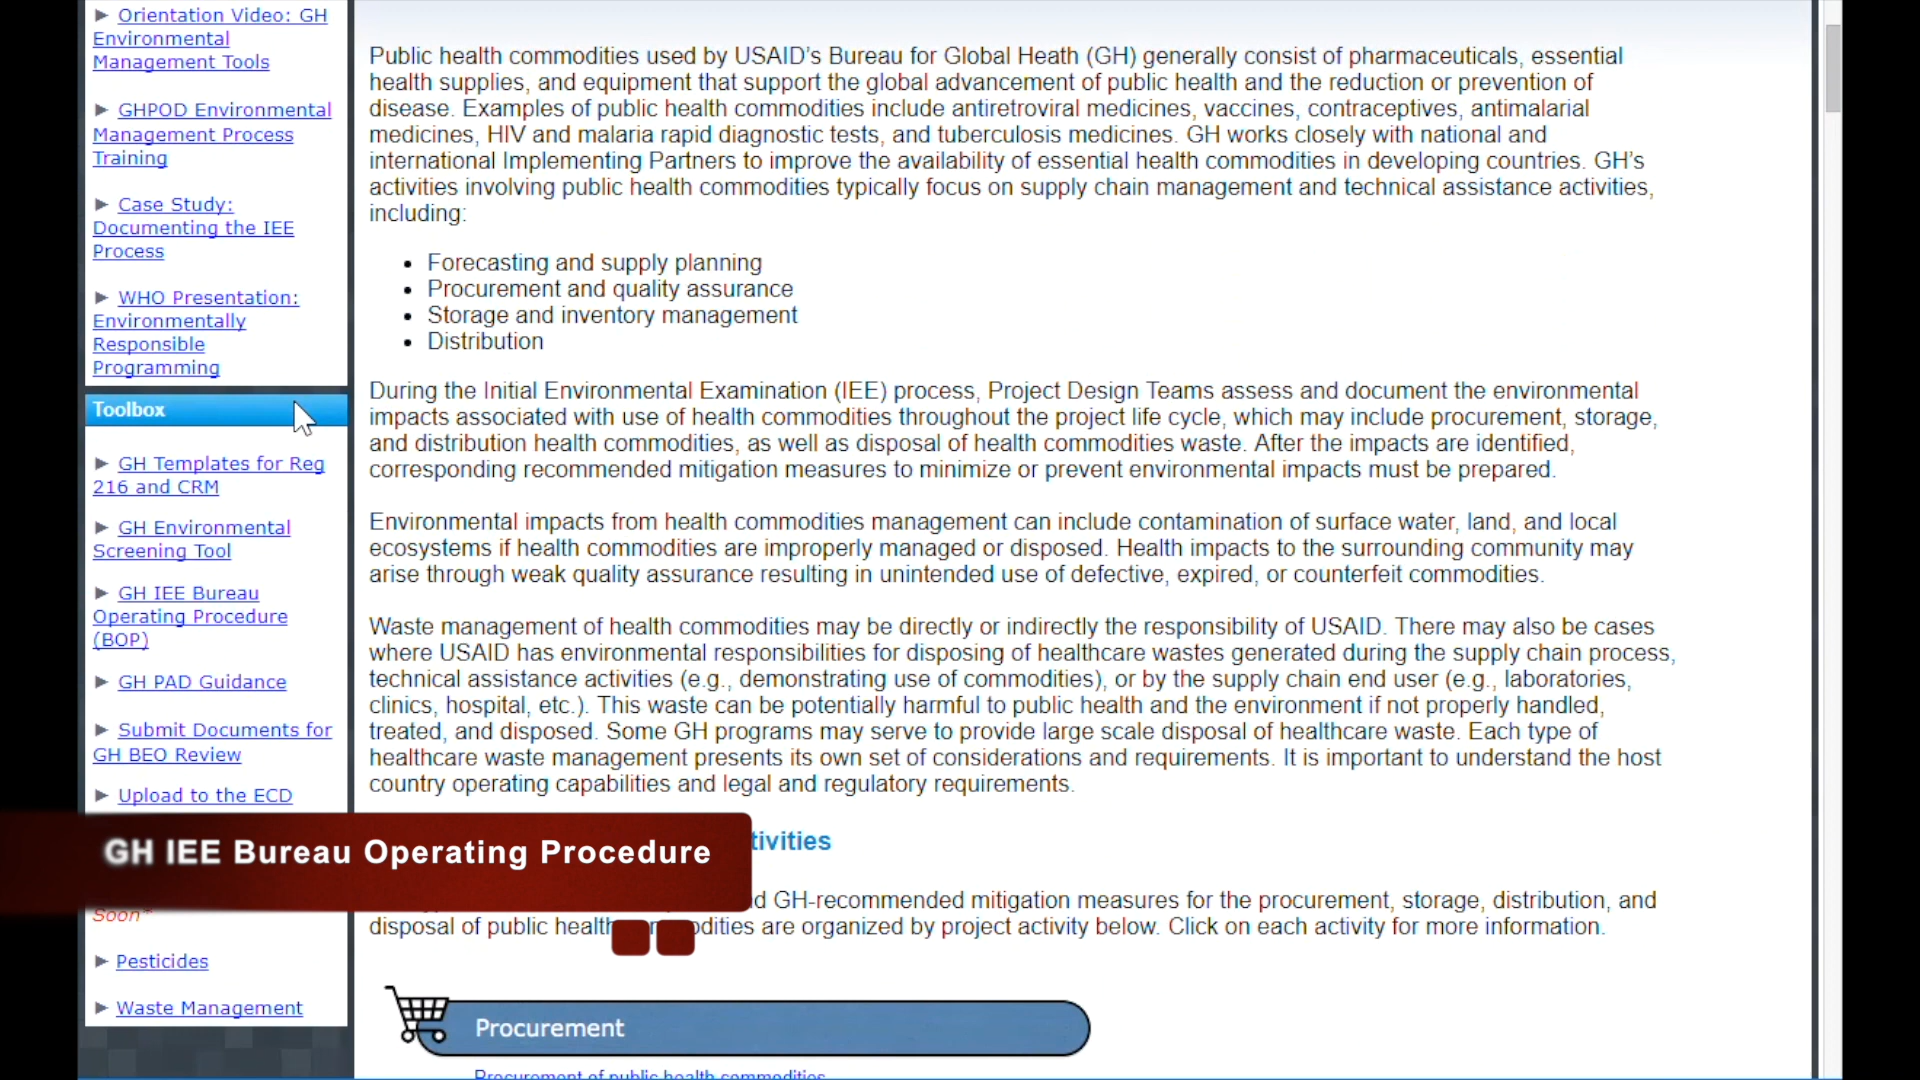 Orientation Video: GH
Environmental
Management Tools
GHPOD Environmental
Management Process
Training
Case Study:
Documenting the IEE
Process
WHO Presentation:
Environmentally
Responsible
Programming
Toolbox
GH Templates for Reg
216 and CRM
GH Environmental
Screening Tool
GH IEE Bureau
Operating Procedure
(BOP)
GH PAD Guidance
Submit Documents for
GH BEO Review
Upload to the ECD
Soon*
Pesticides
Waste Management
Public health commodities used by USAID's Bureau for Global Heath (GH) generally consist of pharmaceuticals, essential
health supplies, and equipment that support the global advancement of public health and the reduction or prevention of
disease. Examples of public health commodities include antiretroviral medicines, vaccines, contraceptives, antimalarial
medicines, HIV and malaria rapid diagnostic tests, and tuberculosis medicines. GH works closely with national and
international Implementing Partners to improve the availability of essential health commodities in developing countries. GH's
activities involving public health commodities typically focus on supply chain management and technical assistance activities,
including:
• Forecasting and supply planning
• Procurement and quality assurance
• Storage and inventory management
• Distribution
During the Initial Environmental Examination (IEE) process, Project Design Teams assess and document the environmental
impacts associated with use of health commodities throughout the project life cycle, which may include procurement, storage,
and distribution health commodities, as well as disposal of health commodities waste. After the impacts are identified,
corresponding recommended mitigation measures to minimize or prevent environmental impacts must be prepared.
Environmental impacts from health commodities management can include contamination of surface water, land, and local
ecosystems if health commodities are improperly managed or disposed. Health impacts to the surrounding community may
arise through weak quality assurance resulting in unintended use of defective, expired, or counterfeit commodities.
Waste management of health commodities may be directly or indirectly the responsibility of USAID. There may also be cases
where USAID has environmental responsibilities for disposing of healthcare wastes generated during the supply chain process,
technical assistance activities (e.g., demonstrating use of commodities), or by the supply chain end user (e.g., laboratories,
clinics, hospital, etc.). This waste can be potentially harmful to public health and the environment if not properly handled,
treated, and disposed. Some GH programs may serve to provide large scale disposal of healthcare waste. Each type of
healthcare waste management presents its own set of considerations and requirements. It is important to understand the host
country operating capabilities and legal and regulatory requirements.
tivities
GH-recommended mitigation measures for the procurement, storage, distribution, and
disposal of public health odities are organized by project activity below. Click on each activity for more information.
Procurement
Procurement of public health commodities
GH IEE Bureau Operating Procedure